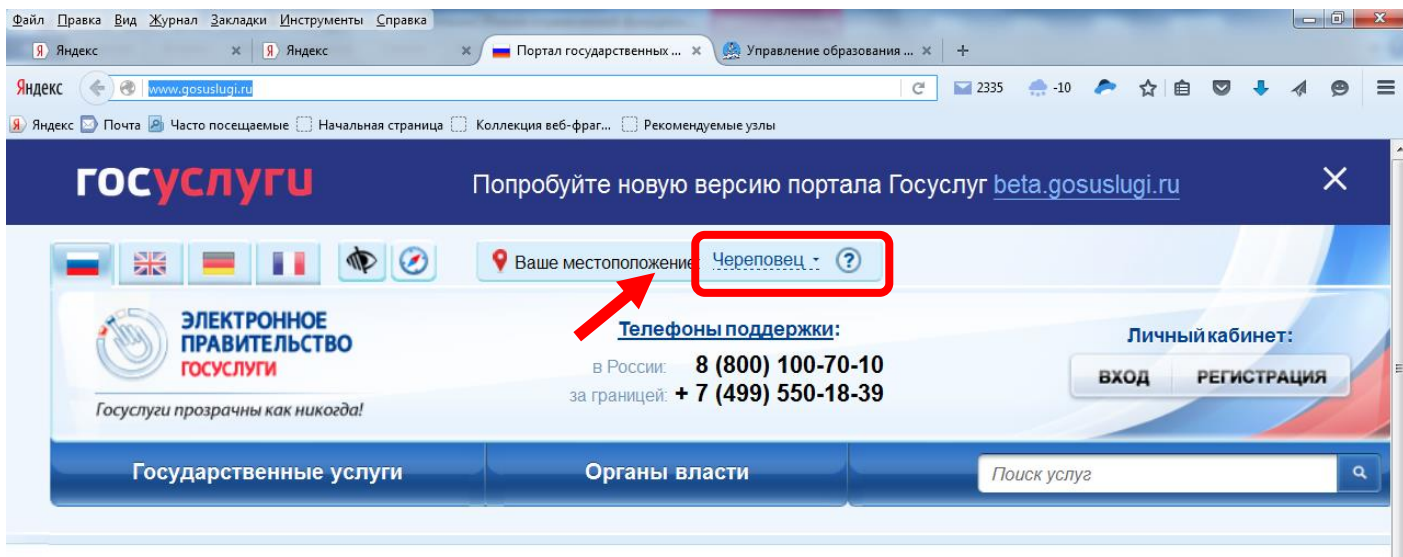 Файл Правка Вид Журнал Закладки Инструменты Справка
Я Яндекс Я Яндекс Портал государственных ... Управление образования ...
Яндекс www.gosuslugi.ru 2335 -10
Я Яндекс Почта Часто посещаемые Начальная страница Коллекция веб-фраг... Рекомендуемые узлы
госуслуги Попробуйте новую версию портала Госуслуг beta.gosuslugi.ru
Ваше местоположение Череповец ?
ЭЛЕКТРОННОЕ
ПРАВИТЕЛЬСТВО
ГОСУСЛУГИ
Госуслуги прозрачны как никогда!
Телефоны поддержки:
в России: 8 (800) 100-70-10
за границей: + 7 (499) 550-18-39
Личный кабинет:
ВХОД РЕГИСТРАЦИЯ
Государственные услуги Органы власти Поиск услуг